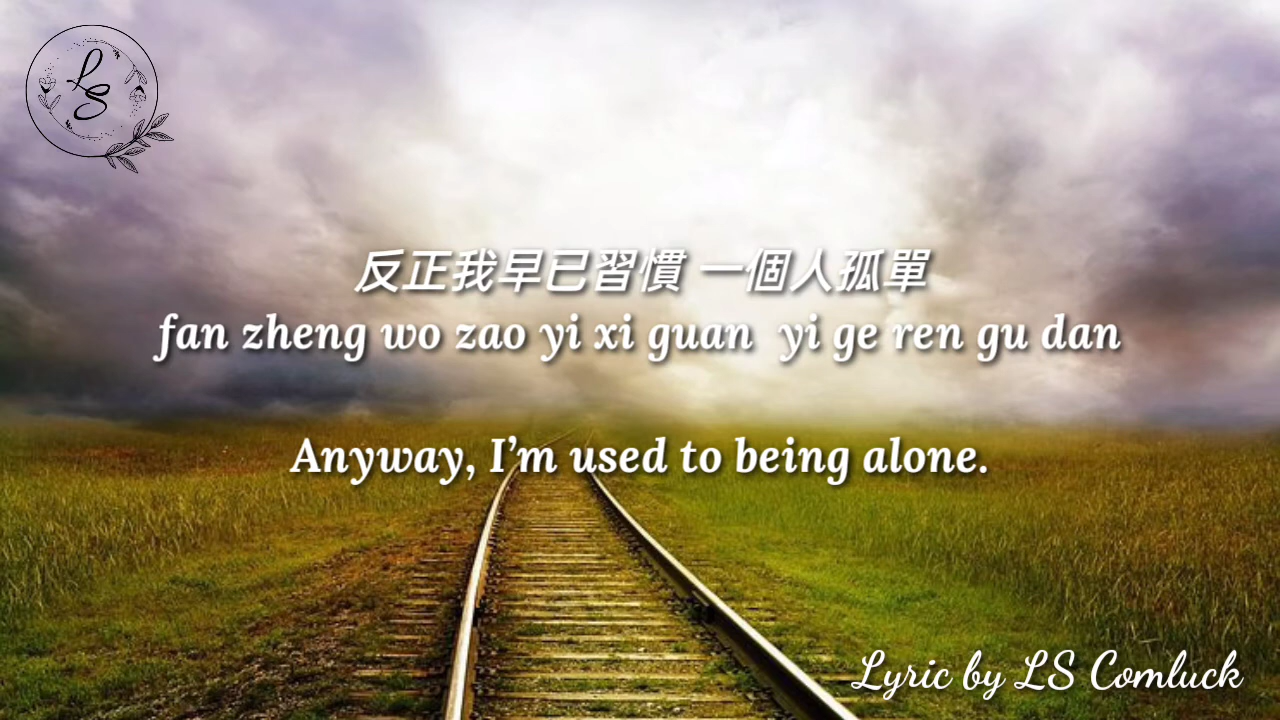 LS
反正我早已習慣 一個人孤單
fan zheng wo zao yi xi guan  yi ge ren gu dan
Anyway, I’m used to being alone.
Lyric by LS Comluck